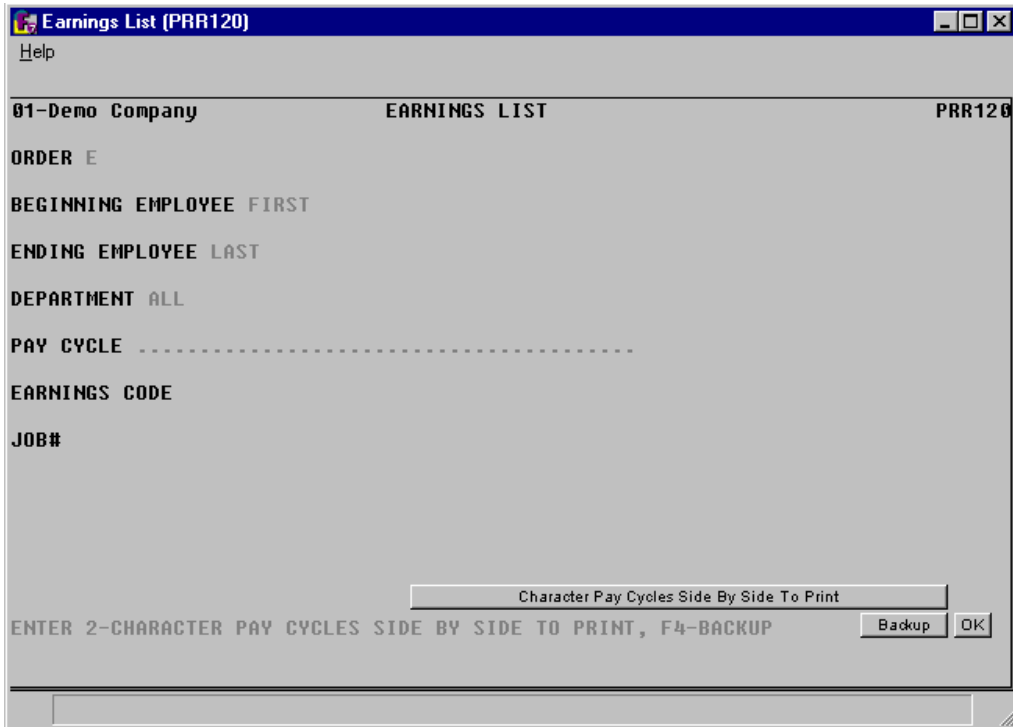 Earnings List (PRR120)
Help
01-Demo Company EARNINGS LIST PRR120
ORDER E
BEGINNING EMPLOYEE FIRST
ENDING EMPLOYEE LAST
DEPARTMENT ALL
PAY CYCLE ........................................
EARNINGS CODE
JOB#
Character Pay Cycles Side By Side To Print
ENTER 2-CHARACTER PAY CYCLES SIDE BY SIDE TO PRINT, F4-BACKUP Backup OK